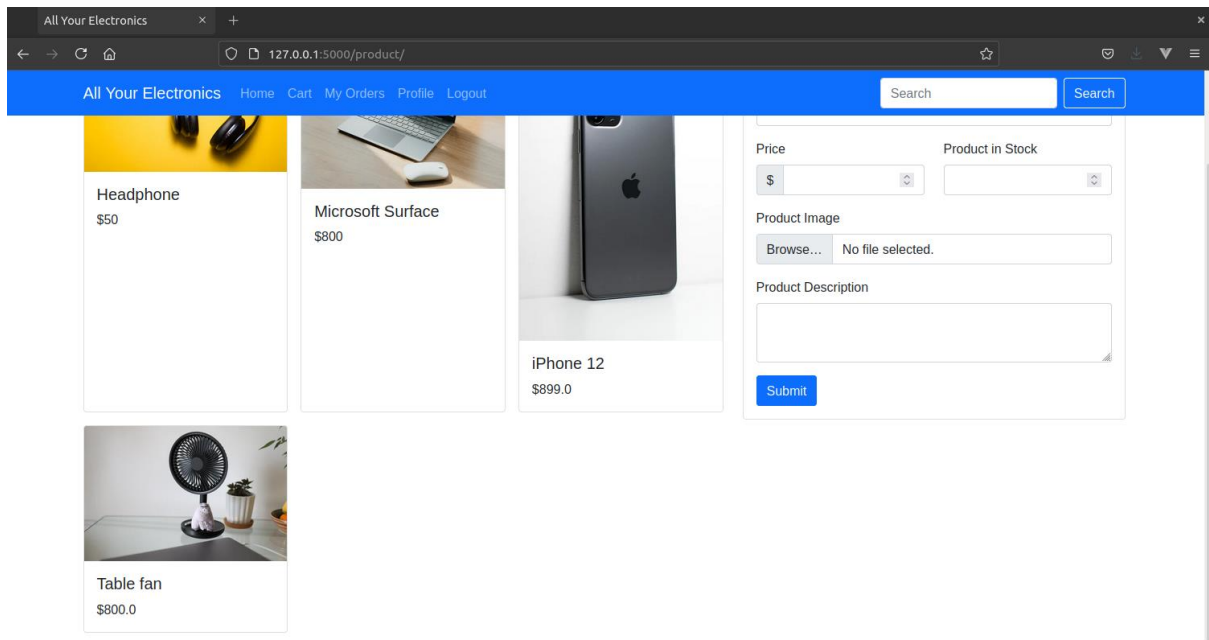 All Your Electronics × + ×
127.0.0.1:5000/product/
All Your Electronics Home Cart My Orders Profile Logout Search Search
Headphone
$50
Microsoft Surface
$800
iPhone 12
$899.0
Price Product in Stock
$
Product Image
Browse… No file selected.
Product Description
Submit
Table fan
$800.0